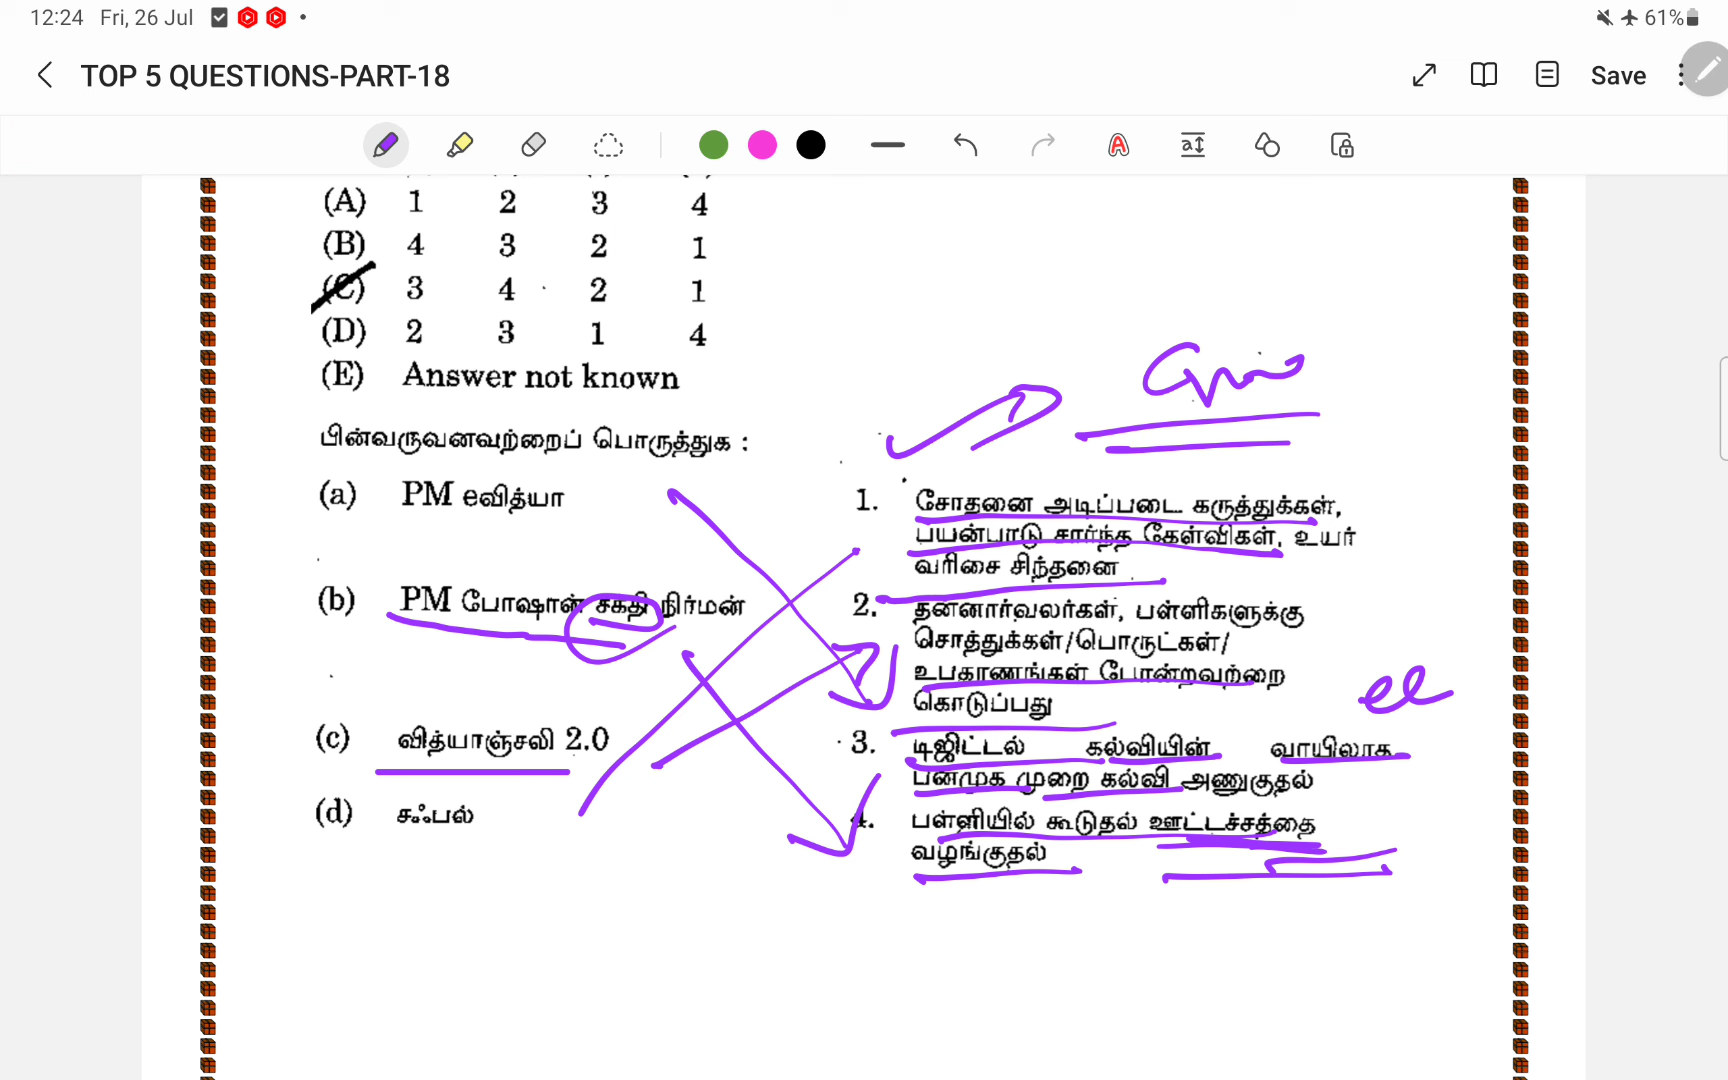 12:24 Fri, 26 Jul
61%
TOP 5 QUESTIONS-PART-18
Save
(A) 1 2 3 4
(B) 4 3 2 1
(C) 3 4 2 1
(D) 2 3 1 4
(E) Answer not known
பின்வருவனவற்றைப் பொருத்துக :
(a) PM eவித்யா
1. சோதனை அடிப்படை கருத்துக்கள்,
பயன்பாடு சார்ந்த கேள்விகள், உயர்
வரிசை சிந்தனை
(b) PM போஷான் சக்தி நிர்மன்
2. தன்னார்வலர்கள், பள்ளிகளுக்கு
சொத்துக்கள்/பொருட்கள்/
உபகரணங்கள் போன்றவற்றை
கொடுப்பது
(c) வித்யாஞ்சலி 2.0
3. டிஜிட்டல் கல்வியின் வாயிலாக
பன்முக முறை கல்வி அணுகுதல்
(d) சஃபல்
4. பள்ளியில் கூடுதல் ஊட்டச்சத்தை
வழங்குதல்